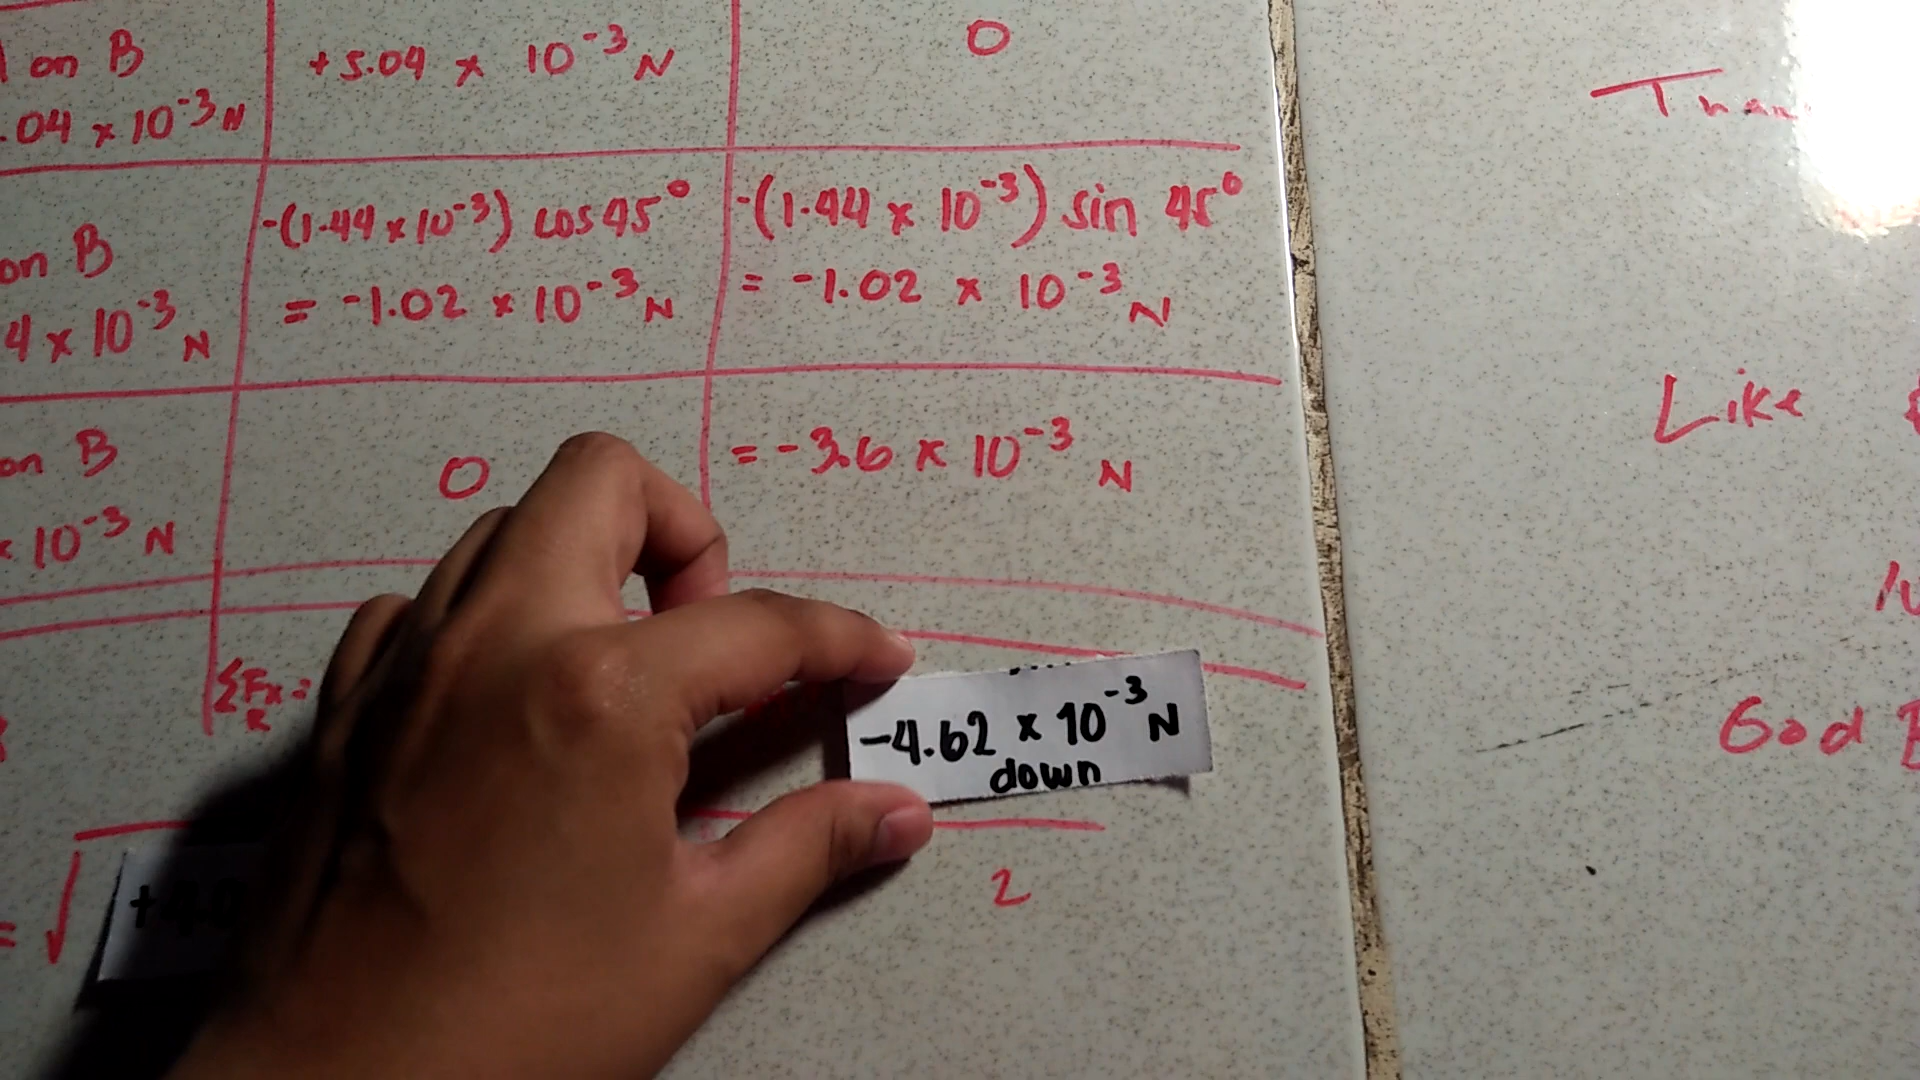 on B
+5.04 x 10⁻³ N
0
.04 x 10⁻³ N
on B
-(1.44 x 10⁻³) cos 45°
-(1.44 x 10⁻³) sin 45°
4 x 10⁻³ N
= -1.02 x 10⁻³ N
= -1.02 x 10⁻³ N
on B
0
= -3.6 x 10⁻³ N
x 10⁻³ N
ΣFx =
R
-4.62 x 10⁻³ N
down
= √
2
Like
God